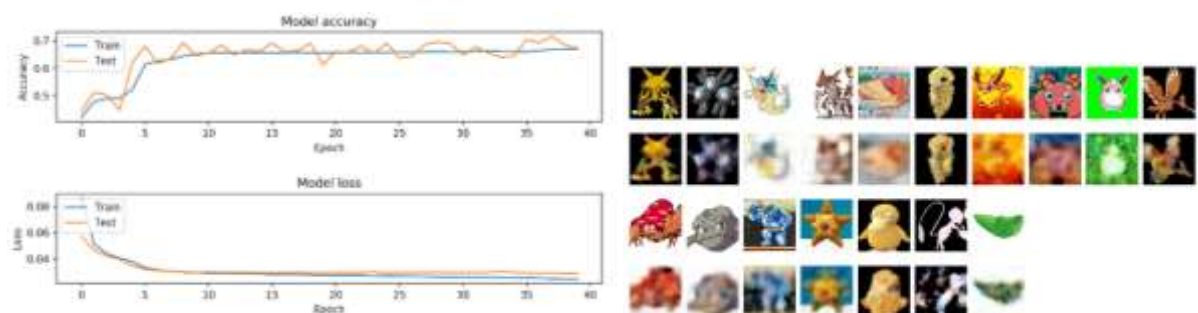 Model accuracy
Train
Test
0.7
0.6
0.5
Accuracy
0 5 10 15 20 25 30 35 40
Epoch
Model loss
Train
Test
0.08
0.06
0.04
Loss
0 5 10 15 20 25 30 35 40
Epoch